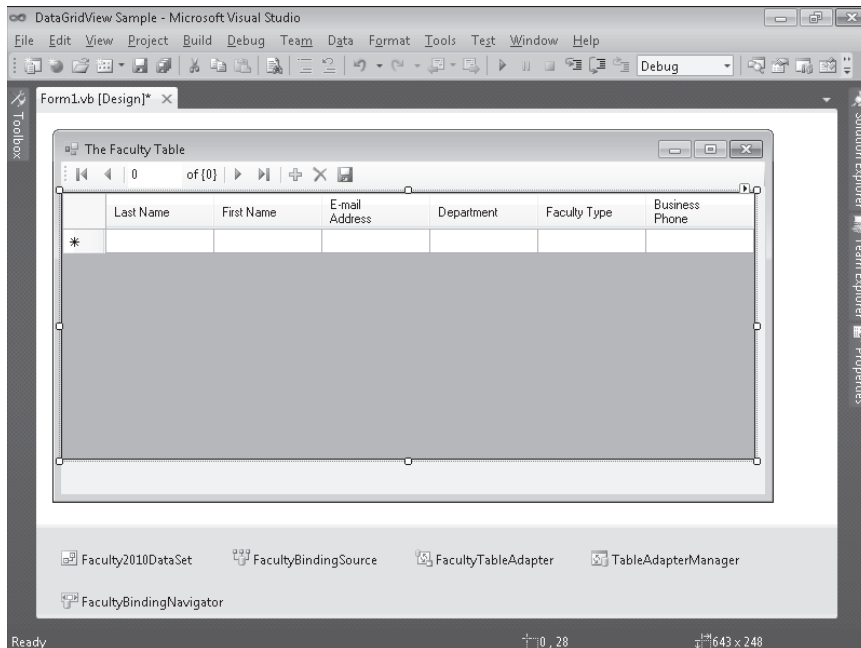 DataGridView Sample - Microsoft Visual Studio
File Edit View Project Build Debug Team Data Format Tools Test Window Help
Debug
Form1.vb [Design]*
Toolbox
The Faculty Table
0 of {0}
Last Name First Name E-mail Address Department Faculty Type Business Phone
Solution Explorer
Team Explorer
Properties
Faculty2010DataSet FacultyBindingSource FacultyTableAdapter TableAdapterManager
FacultyBindingNavigator
Ready 0 , 28 643 x 248